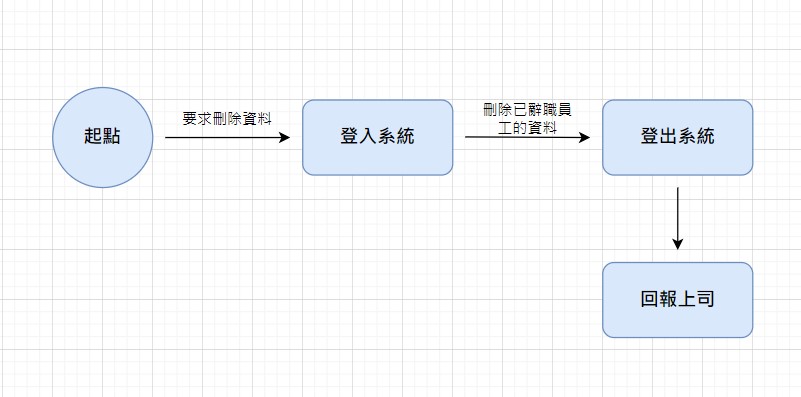 起點
要求刪除資料
登入系統
刪除已辭職員
工的資料
登出系統
回報上司